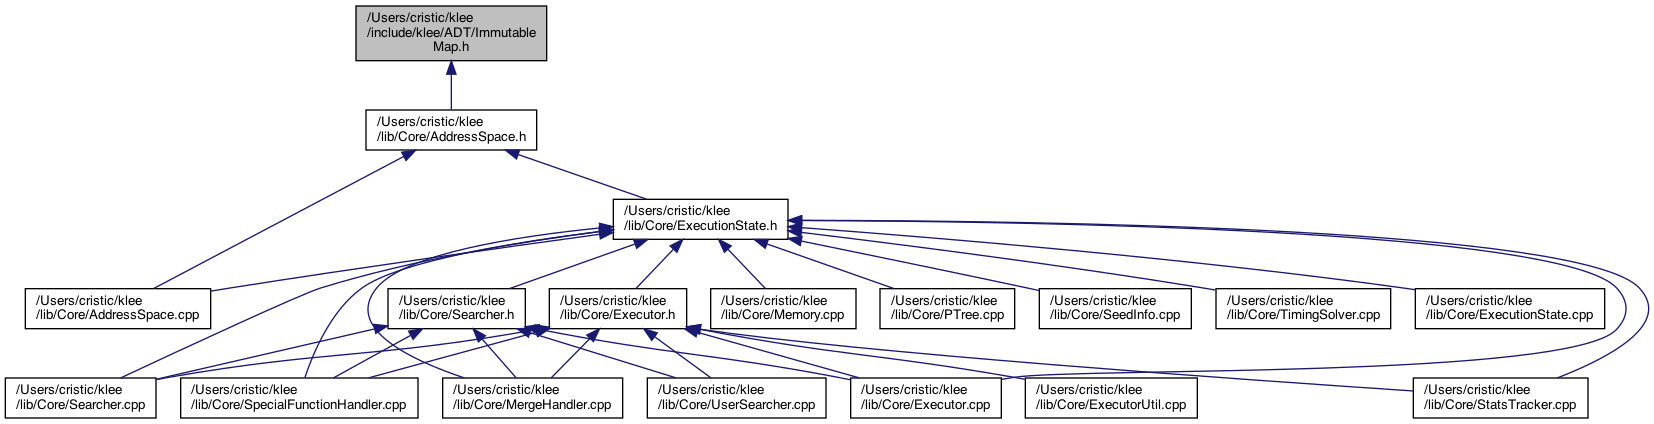 /Users/cristic/klee
/include/klee/ADT/Immutable
Map.h
/Users/cristic/klee
/lib/Core/AddressSpace.h
/Users/cristic/klee
/lib/Core/ExecutionState.h
/Users/cristic/klee
/lib/Core/AddressSpace.cpp
/Users/cristic/klee
/lib/Core/Searcher.h
/Users/cristic/klee
/lib/Core/Executor.h
/Users/cristic/klee
/lib/Core/Memory.cpp
/Users/cristic/klee
/lib/Core/PTree.cpp
/Users/cristic/klee
/lib/Core/SeedInfo.cpp
/Users/cristic/klee
/lib/Core/TimingSolver.cpp
/Users/cristic/klee
/lib/Core/ExecutionState.cpp
/Users/cristic/klee
/lib/Core/Searcher.cpp
/Users/cristic/klee
/lib/Core/SpecialFunctionHandler.cpp
/Users/cristic/klee
/lib/Core/MergeHandler.cpp
/Users/cristic/klee
/lib/Core/UserSearcher.cpp
/Users/cristic/klee
/lib/Core/Executor.cpp
/Users/cristic/klee
/lib/Core/ExecutorUtil.cpp
/Users/cristic/klee
/lib/Core/StatsTracker.cpp